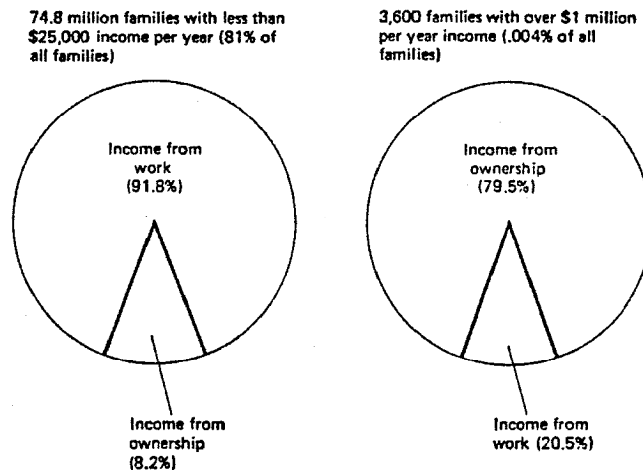 74.8 million families with less than
$25,000 income per year (81% of
all families)
Income from
work
(91.8%)
Income from
ownership
(8.2%)
3,600 families with over $1 million
per year income (.004% of all
families)
Income from
ownership
(79.5%)
Income from
work (20.5%)